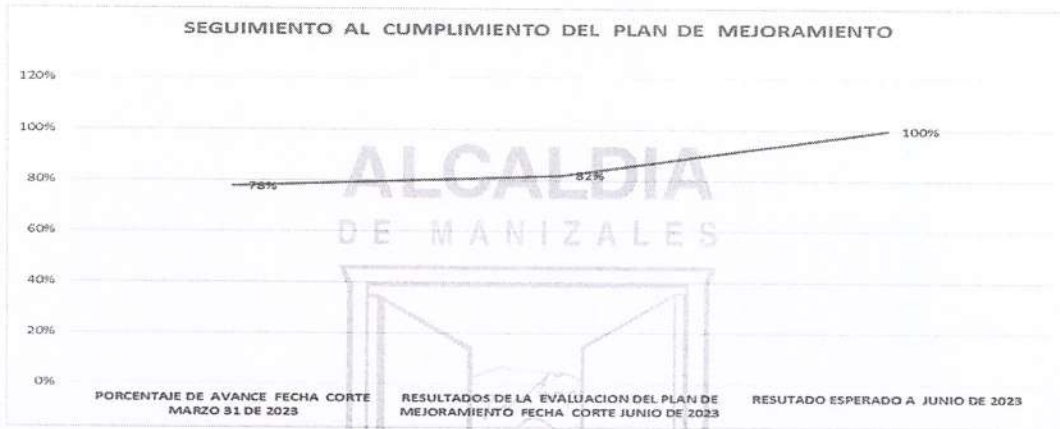 SEGUIMIENTO AL CUMPLIMIENTO DEL PLAN DE MEJORAMIENTO
120%
100%
80%
60%
40%
20%
0%
78%
82%
100%
ALCALDIA
DE MANIZALES
PORCENTAJE DE AVANCE FECHA CORTE
MARZO 31 DE 2023
RESULTADOS DE LA EVALUACION DEL PLAN DE
MEJORAMIENTO FECHA CORTE JUNIO DE 2023
RESUTADO ESPERADO A JUNIO DE 2023